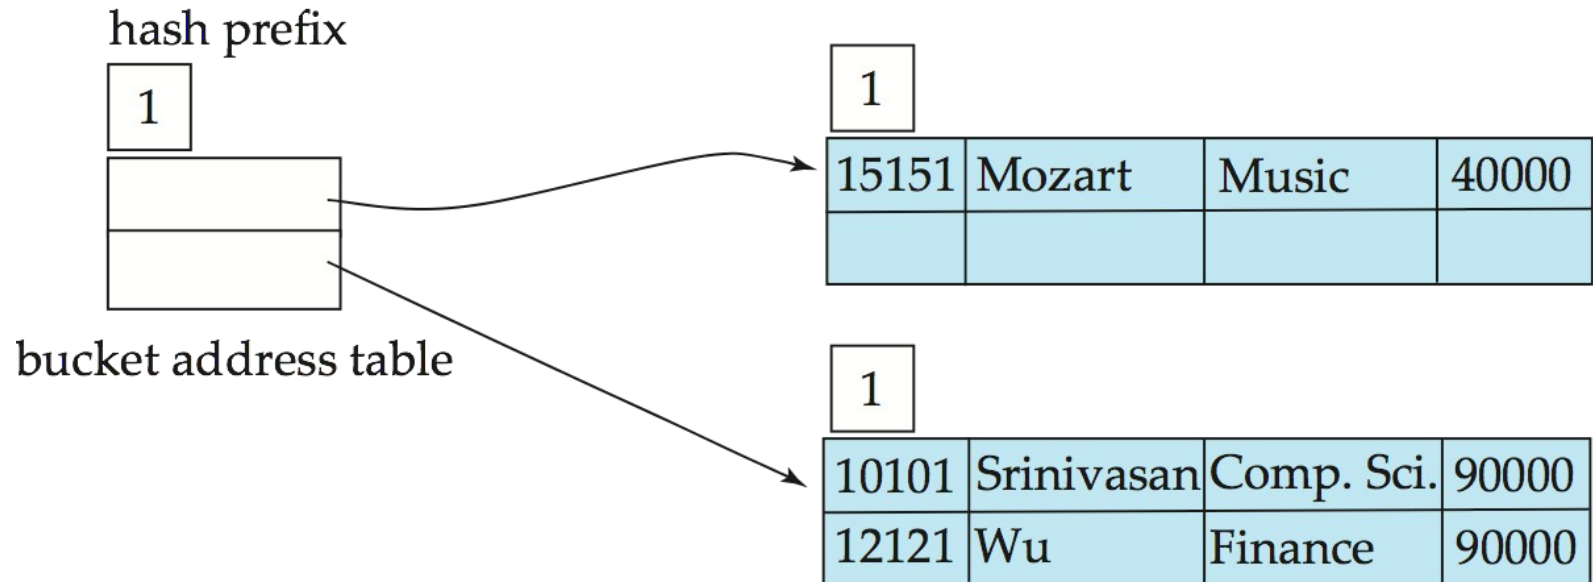 hash prefix
1
bucket address table
1
15151 Mozart Music 40000
1
10101 Srinivasan Comp. Sci. 90000
12121 Wu Finance 90000